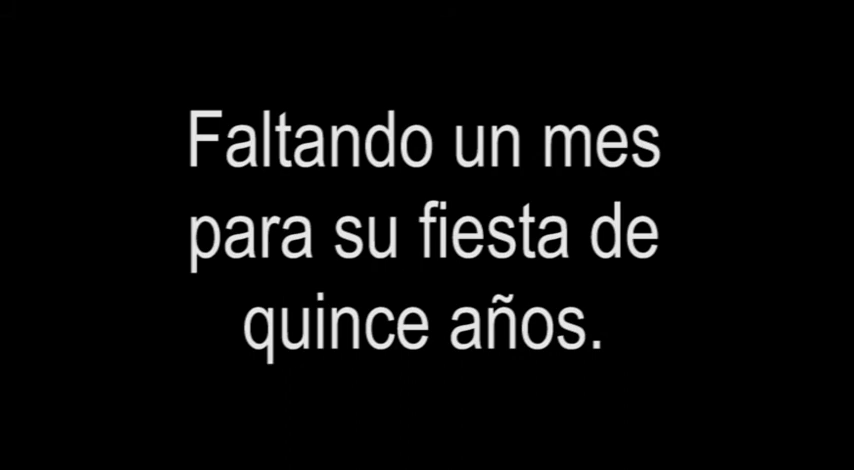 Faltando un mes
para su fiesta de
quince años.